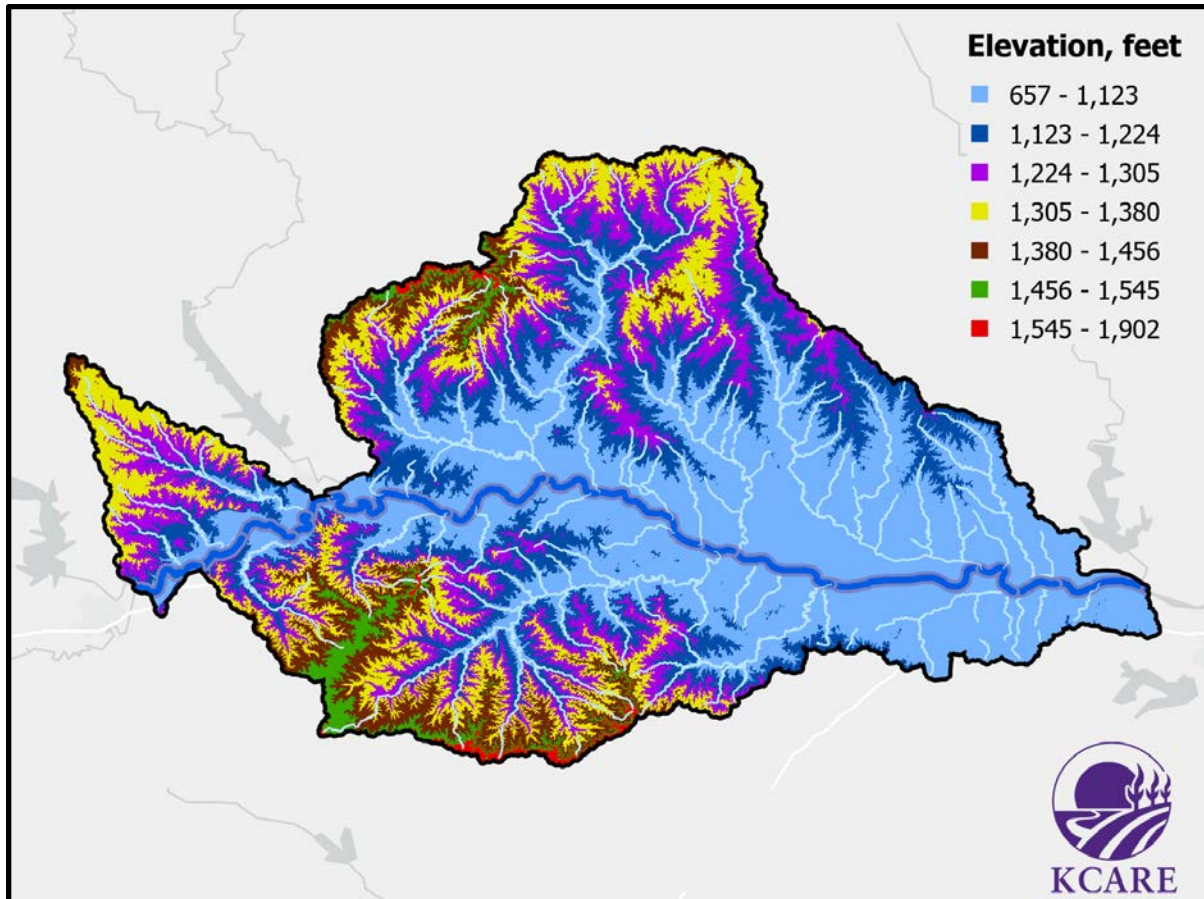 Elevation, feet
657 - 1,123
1,123 - 1,224
1,224 - 1,305
1,305 - 1,380
1,380 - 1,456
1,456 - 1,545
1,545 - 1,902
KCARE